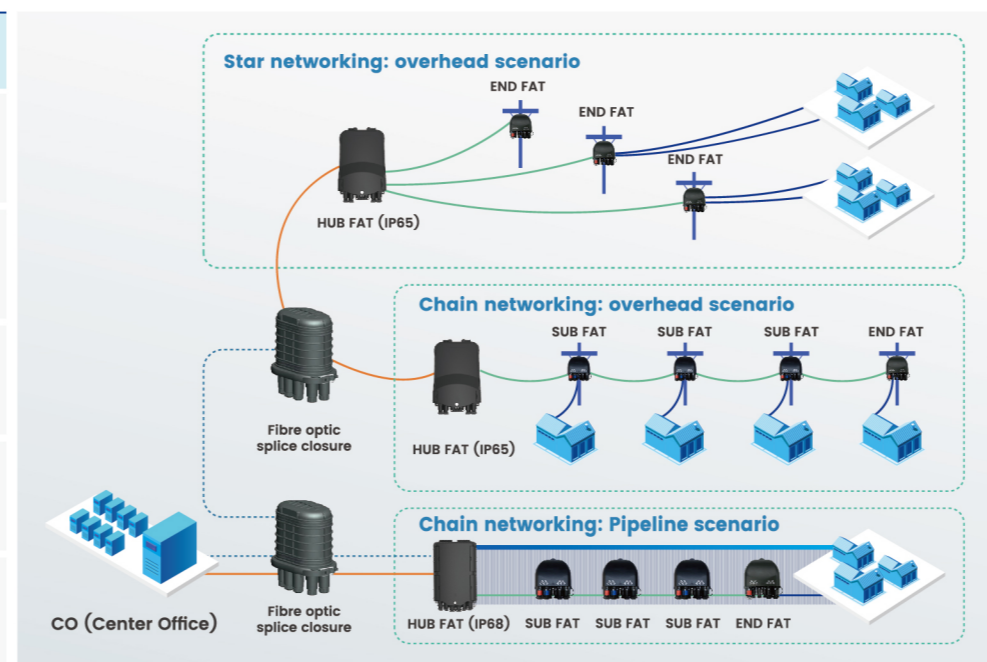 Star networking: overhead scenario
END FAT
END FAT
END FAT
HUB FAT (IP65)
Chain networking: overhead scenario
SUB FAT
SUB FAT
SUB FAT
END FAT
HUB FAT (IP65)
Fibre optic
splice closure
Chain networking: Pipeline scenario
CO (Center Office)
Fibre optic
splice closure
HUB FAT (IP68)
SUB FAT
SUB FAT
SUB FAT
END FAT